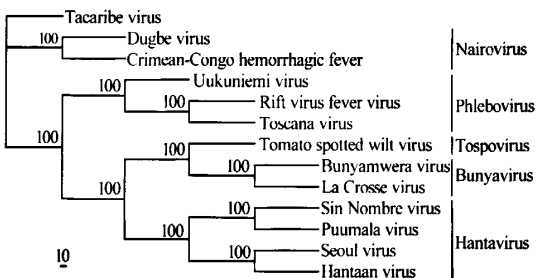 Tacaribe virus
100
Dugbe virus
Crimean-Congo hemorrhagic fever
Nairovirus
100
100
Uukuniemi virus
100
Rift virus fever virus
Toscana virus
Phlebovirus
100
100
Tomato spotted wilt virus
Tospovirus
100
Bunyamwera virus
La Crosse virus
Bunyavirus
100
100
Sin Nombre virus
Puumala virus
100
Seoul virus
Hantaan virus
Hantavirus
10